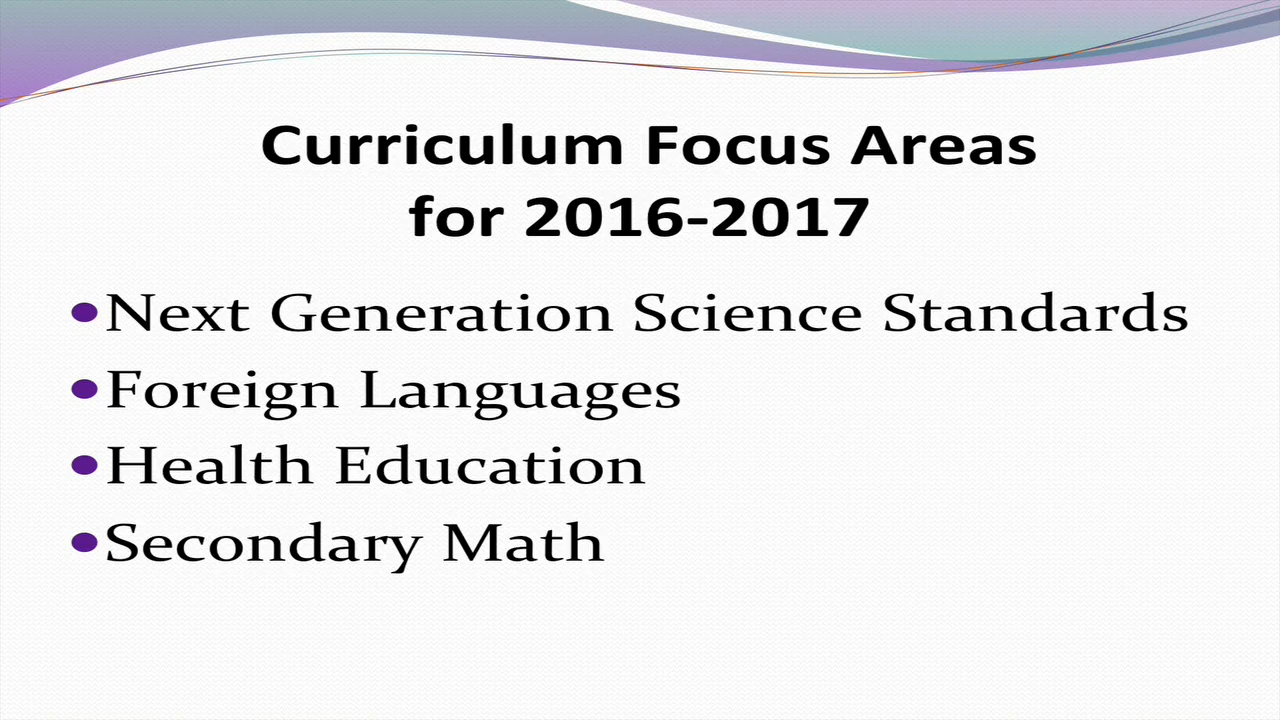 Curriculum Focus Areas
for 2016-2017
•Next Generation Science Standards
•Foreign Languages
•Health Education
•Secondary Math